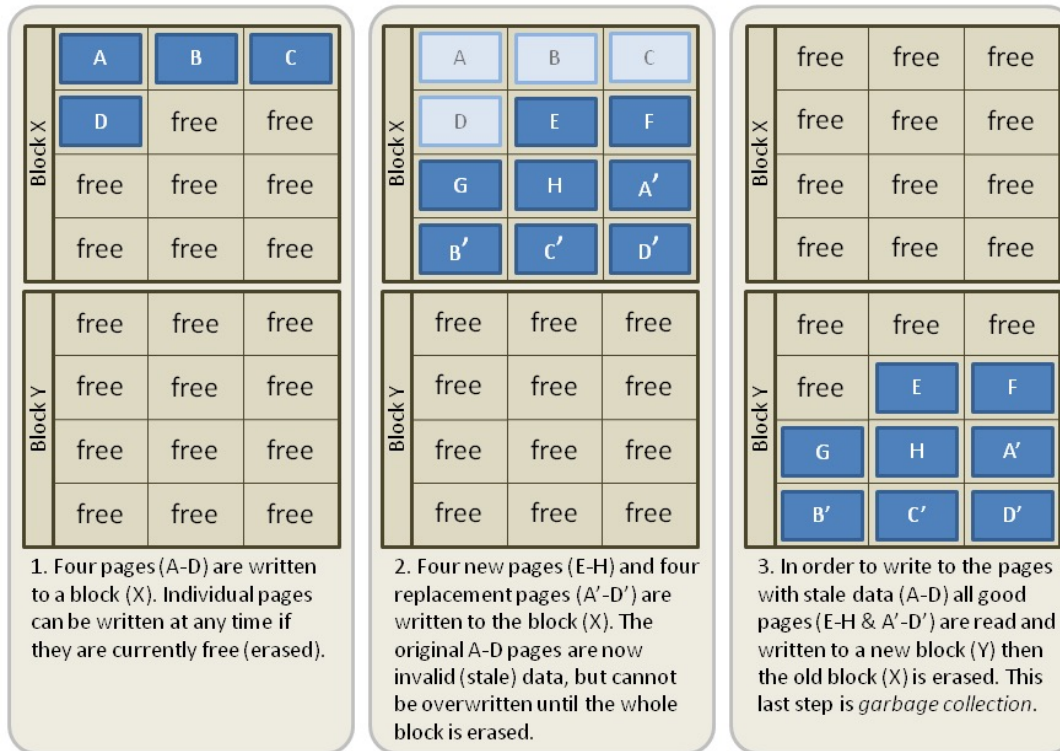 Block X
A B C
D free free
free free free
free free free
Block Y
free free free
free free free
free free free
free free free
1. Four pages (A-D) are written
to a block (X). Individual pages
can be written at any time if
they are currently free (erased).
Block X
A B C
D E F
G H A'
B' C' D'
Block Y
free free free
free free free
free free free
free free free
2. Four new pages (E-H) and four
replacement pages (A'-D') are
written to the block (X). The
original A-D pages are now
invalid (stale) data, but cannot
be overwritten until the whole
block is erased.
Block X
free free free
free free free
free free free
free free free
Block Y
free free free
free E F
G H A'
B' C' D'
3. In order to write to the pages
with stale data (A-D) all good
pages (E-H & A'-D') are read and
written to a new block (Y) then
the old block (X) is erased. This
last step is garbage collection.